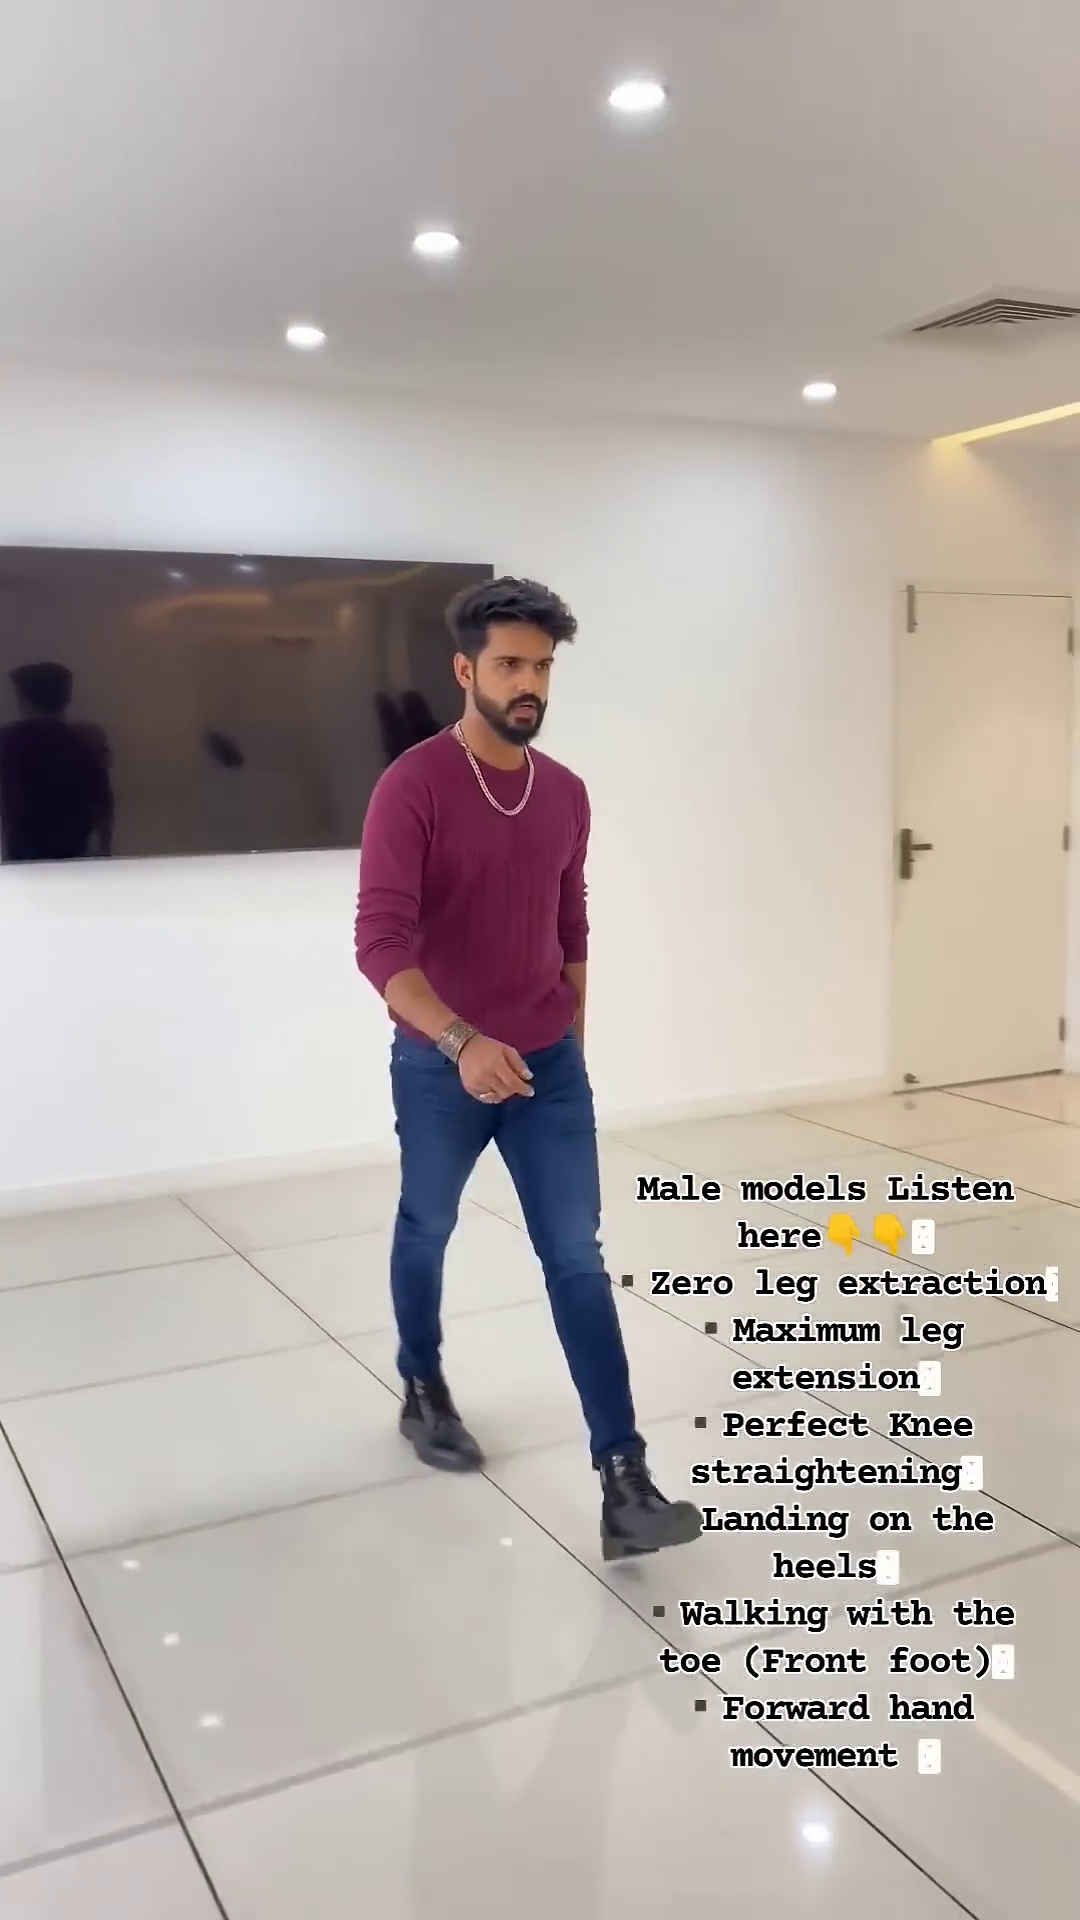 Male models Listen
here👇👇
▪ Zero leg extraction
▪ Maximum leg
extension
▪ Perfect Knee
straightening
Landing on the
heels
▪ Walking with the
toe (Front foot)
▪ Forward hand
movement